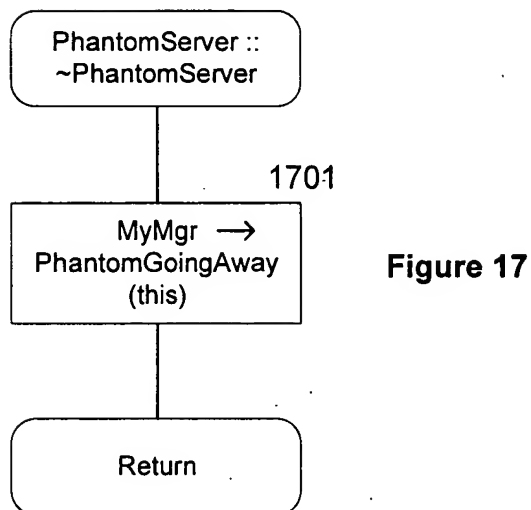 PhantomServer ::
~PhantomServer
1701
MyMgr →
PhantomGoingAway
(this)
Figure 17
Return